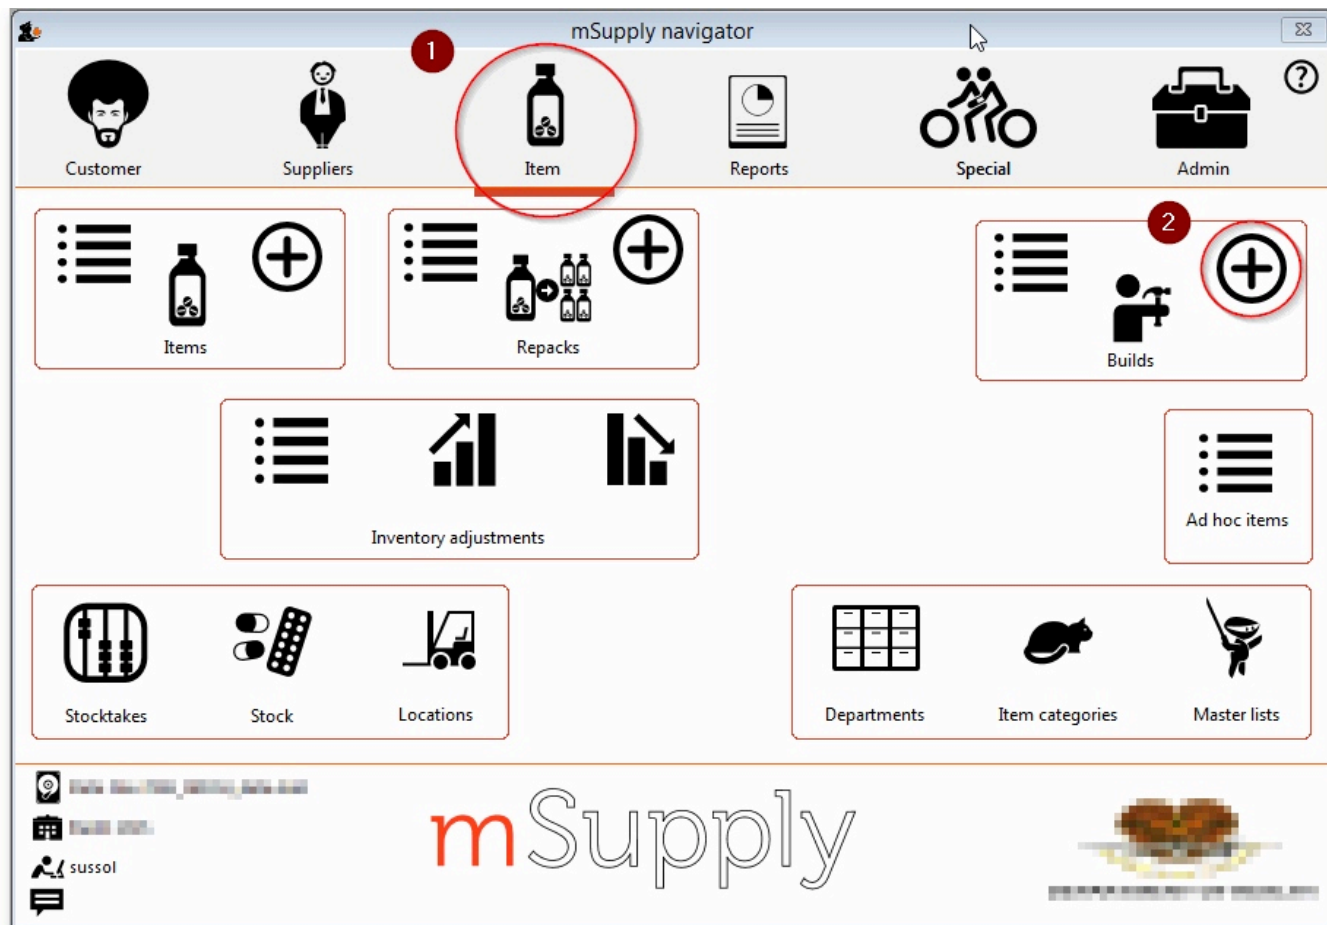 mSupply navigator
1
Customer
Suppliers
Item
Reports
Special
Admin
?
2
Items
Repacks
Builds
Inventory adjustments
Ad hoc items
Stocktakes
Stock
Locations
Departments
Item categories
Master lists
sussol
mSupply